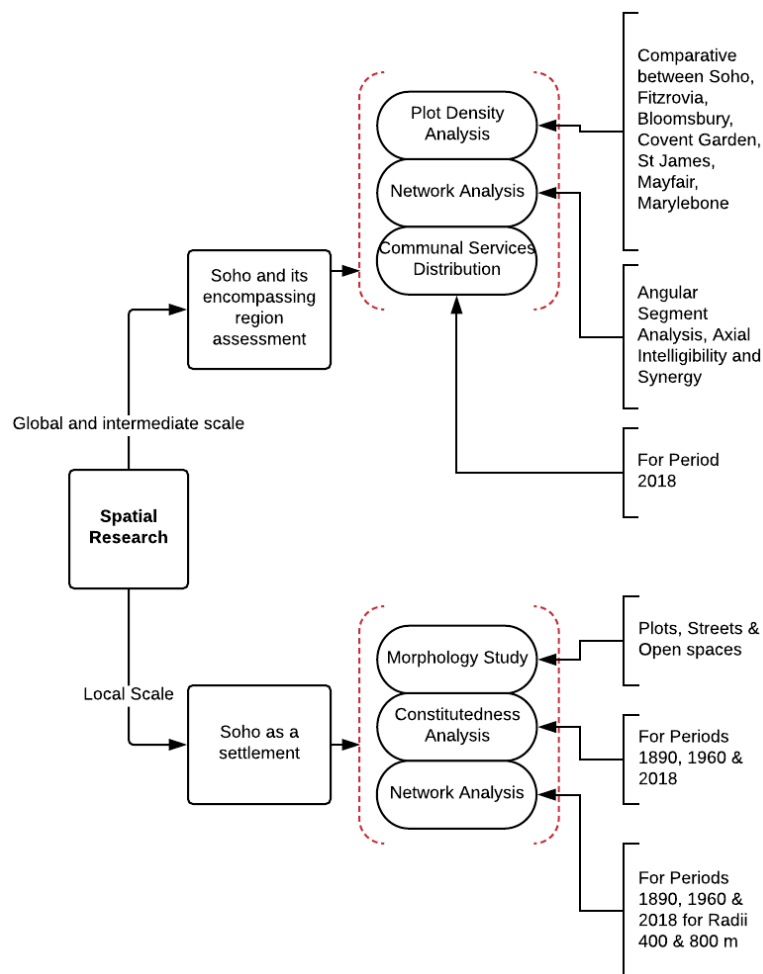 Comparative
between Soho,
Fitzrovia,
Bloomsbury,
Covent Garden,
St James,
Mayfair,
Marylebone
Plot Density
Analysis
Network Analysis
Communal Services
Distribution
Soho and its
encompassing
region
assessment
Angular
Segment
Analysis, Axial
Intelligibility and
Synergy
Global and intermediate scale
For Period
2018
Spatial
Research
Local Scale
Soho as a
settlement
Morphology Study
Constitutedness
Analysis
Network Analysis
Plots, Streets &
Open spaces
For Periods
1890, 1960 &
2018
For Periods
1890, 1960 &
2018 for Radii
400 & 800 m